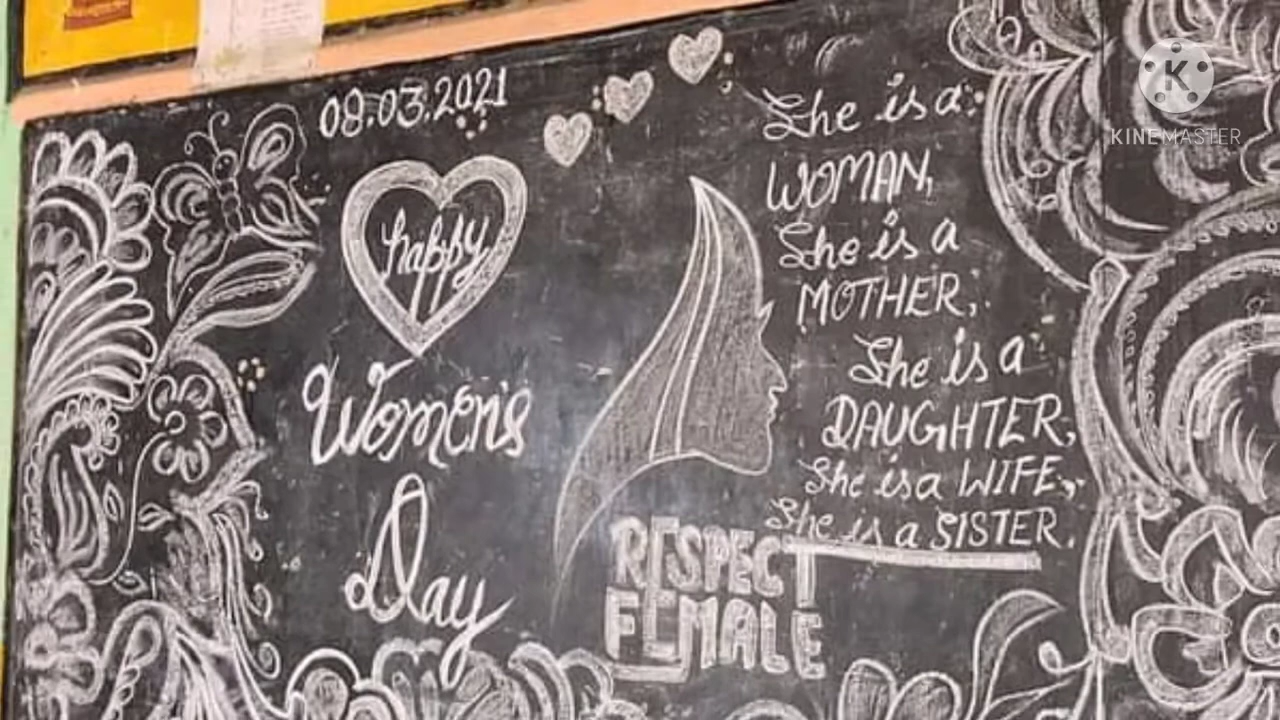 08.03.2021
happy
Women's
Day
She is a
WOMAN,
She is a
MOTHER,
She is a
DAUGHTER,
She is a WIFE,
She is a SISTER.
RESPECT
FEMALE
K
KINEMASTER